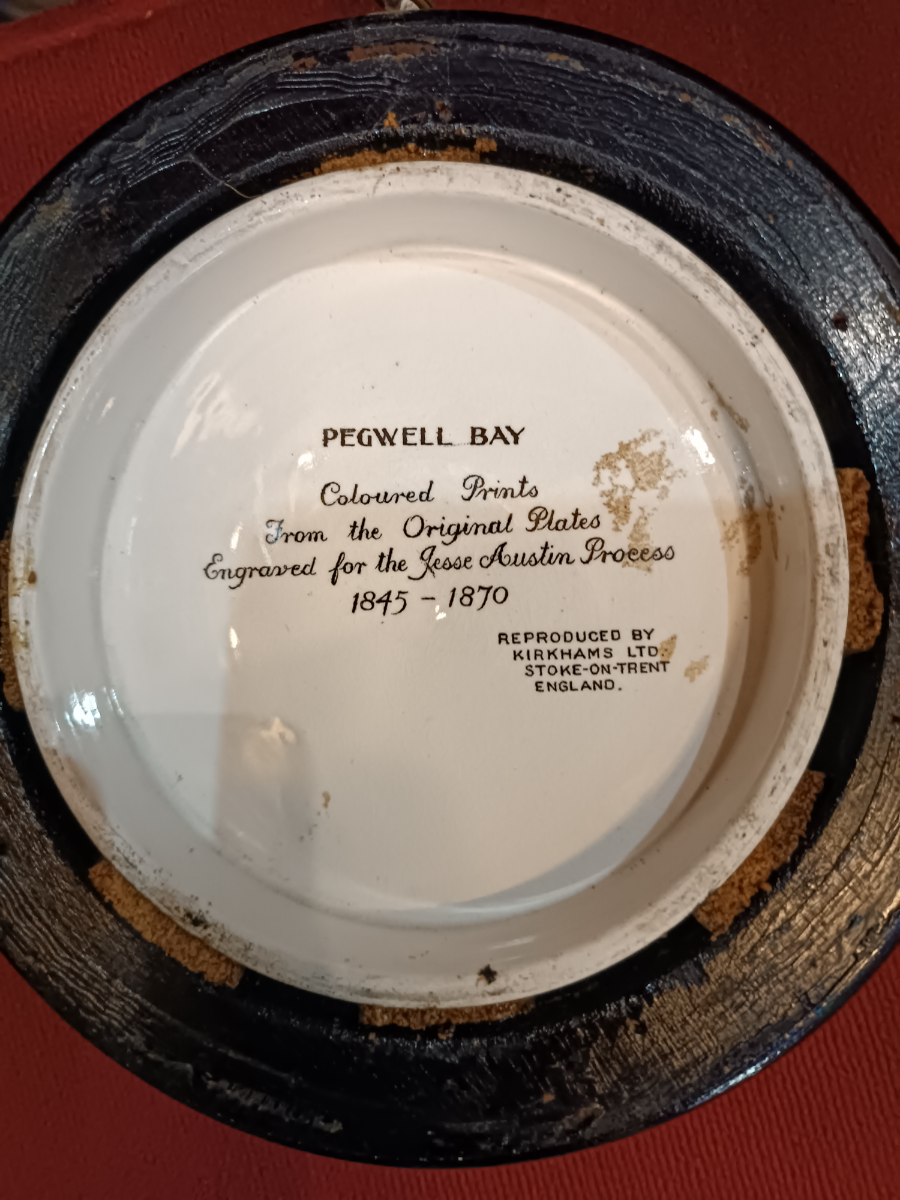 PEGWELL BAY
Coloured Prints
From the Original Plates
Engraved for the Jesse Austin Process
1845 - 1870
REPRODUCED BY
KIRKHAMS LTD.
STOKE-ON-TRENT
ENGLAND.